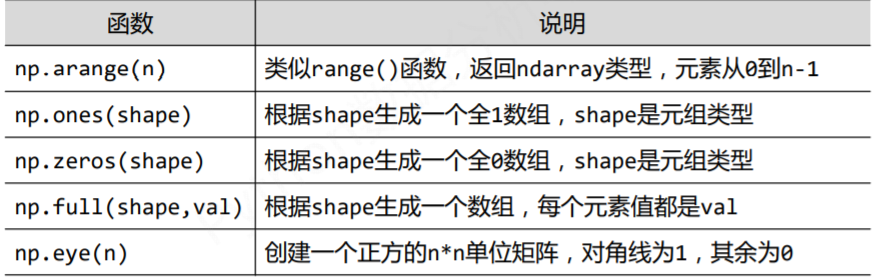 函数 说明
np.arange(n) 类似range()函数，返回ndarray类型，元素从0到n-1
np.ones(shape) 根据shape生成一个全1数组，shape是元组类型
np.zeros(shape) 根据shape生成一个全0数组，shape是元组类型
np.full(shape,val) 根据shape生成一个数组，每个元素值都是val
np.eye(n) 创建一个正方的n*n单位矩阵，对角线为1，其余为0